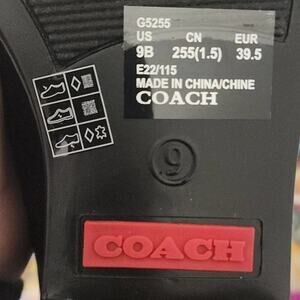 G5255
US CN EUR
9B 255(1.5) 39.5
E22/115
MADE IN CHINA/CHINE
COACH
9
COACH